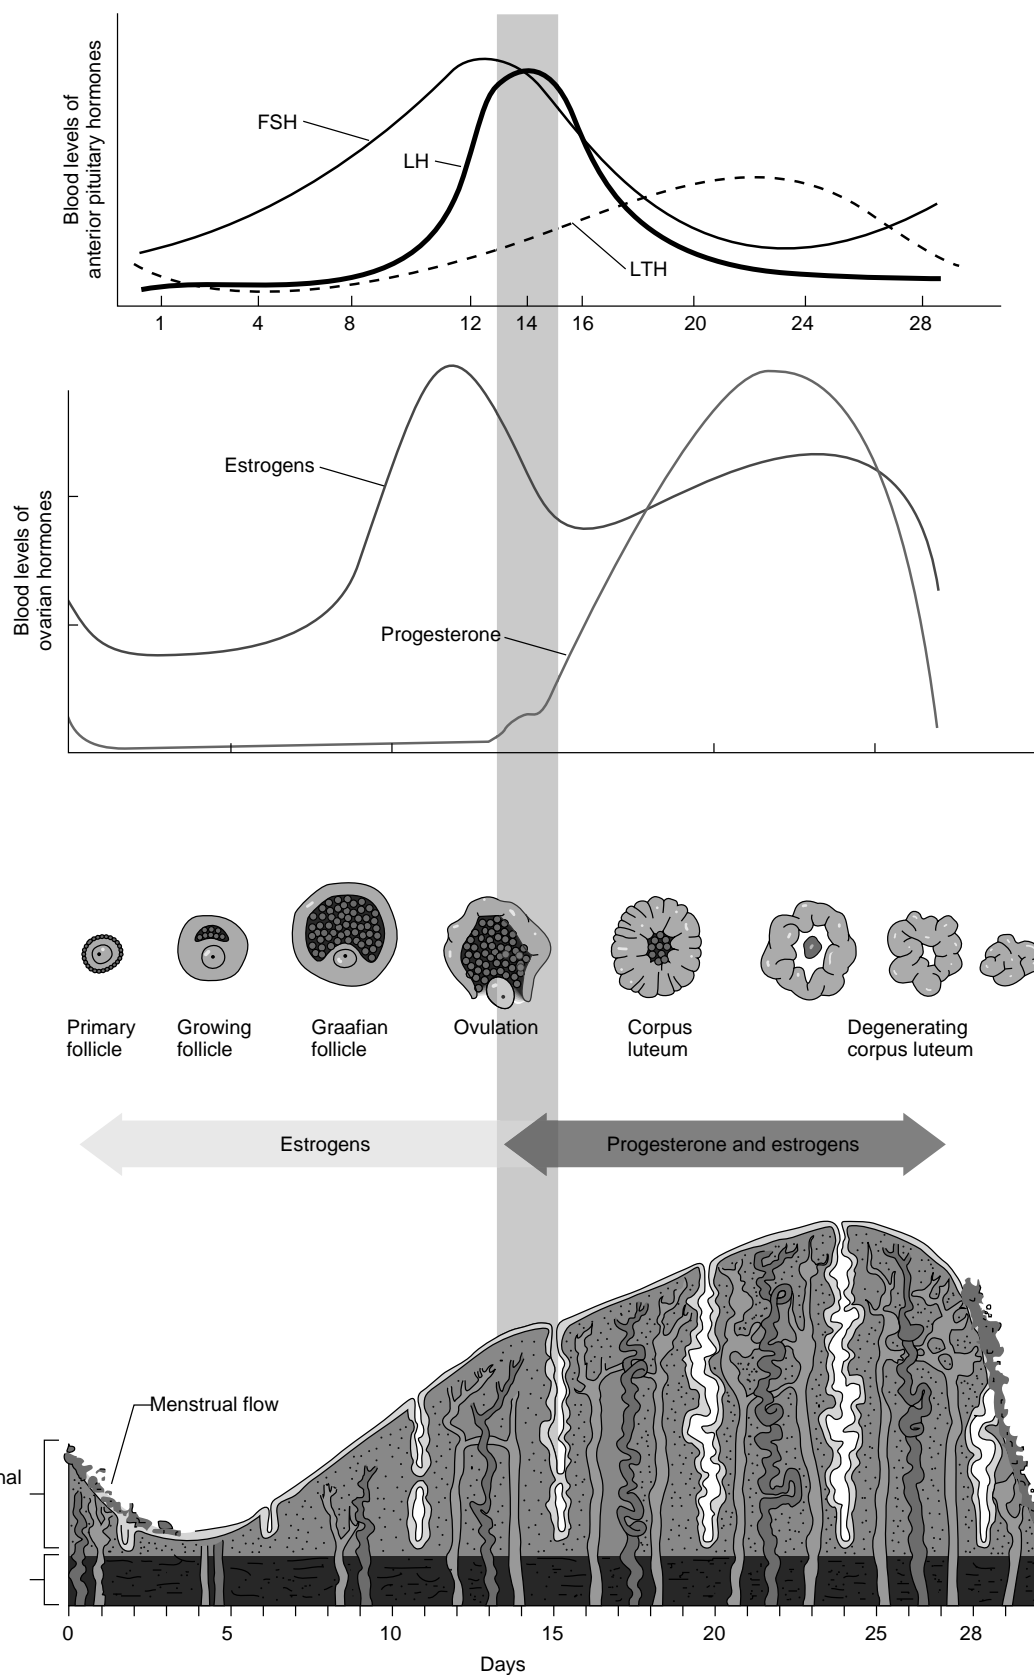 Blood levels of
anterior pituitary hormones
FSH
LH
LTH
1 4 8 12 14 16 20 24 28
Blood levels of
ovarian hormones
Estrogens
Progesterone
Primary
follicle
Growing
follicle
Graafian
follicle
Ovulation
Corpus
luteum
Degenerating
corpus luteum
Estrogens
Progesterone and estrogens
Menstrual flow
0 5 10 15 20 25 28
Days